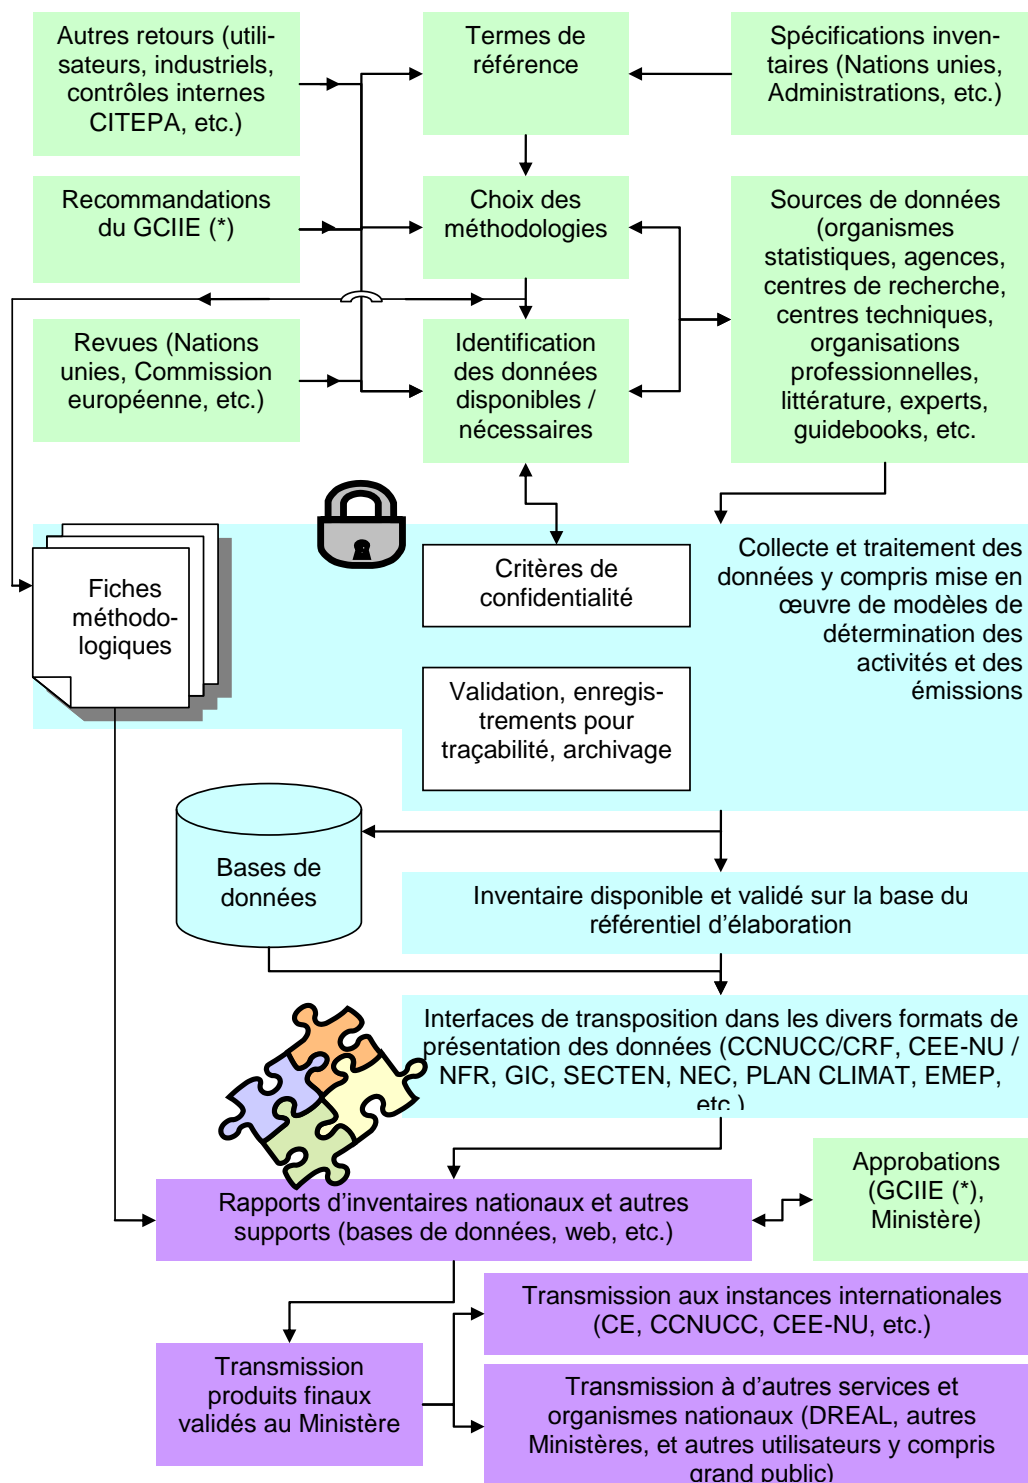 Autres retours (utili-
sateurs, industriels,
contrôles internes
CITEPA, etc.)
Termes de
référence
Spécifications inven-
taires (Nations unies,
Administrations, etc.)
Recommandations
du GCIIE (*)
Choix des
méthodologies
Sources de données
(organismes
statistiques, agences,
centres de recherche,
centres techniques,
organisations
professionnelles,
littérature, experts,
guidebooks, etc.
Revues (Nations
unies, Commission
européenne, etc.)
Identification
des données
disponibles /
nécessaires
Fiches
méthodo-
logiques
Critères de
confidentialité
Collecte et traitement des
données y compris mise en
œuvre de modèles de
détermination des
activités et des
émissions
Validation, enregis-
trements pour
traçabilité, archivage
Bases de
données
Inventaire disponible et validé sur la base du
référentiel d’élaboration
Interfaces de transposition dans les divers formats de
présentation des données (CCNUCC/CRF, CEE-NU /
NFR, GIC, SECTEN, NEC, PLAN CLIMAT, EMEP,
etc.)
Approbations
(GCIIE (*),
Ministère)
Rapports d’inventaires nationaux et autres
supports (bases de données, web, etc.)
Transmission aux instances internationales
(CE, CCNUCC, CEE-NU, etc.)
Transmission
produits finaux
validés au Ministère
Transmission à d’autres services et
organismes nationaux (DREAL, autres
Ministères, et autres utilisateurs y compris
grand public)